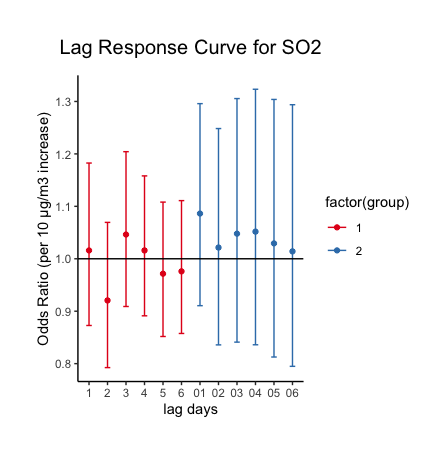 Lag Response Curve for SO2
Odds Ratio (per 10 µg/m3 increase)
1.3
1.2
1.1
1.0
0.9
0.8
1 2 3 4 5 6 01 02 03 04 05 06
lag days
factor(group)
1
2